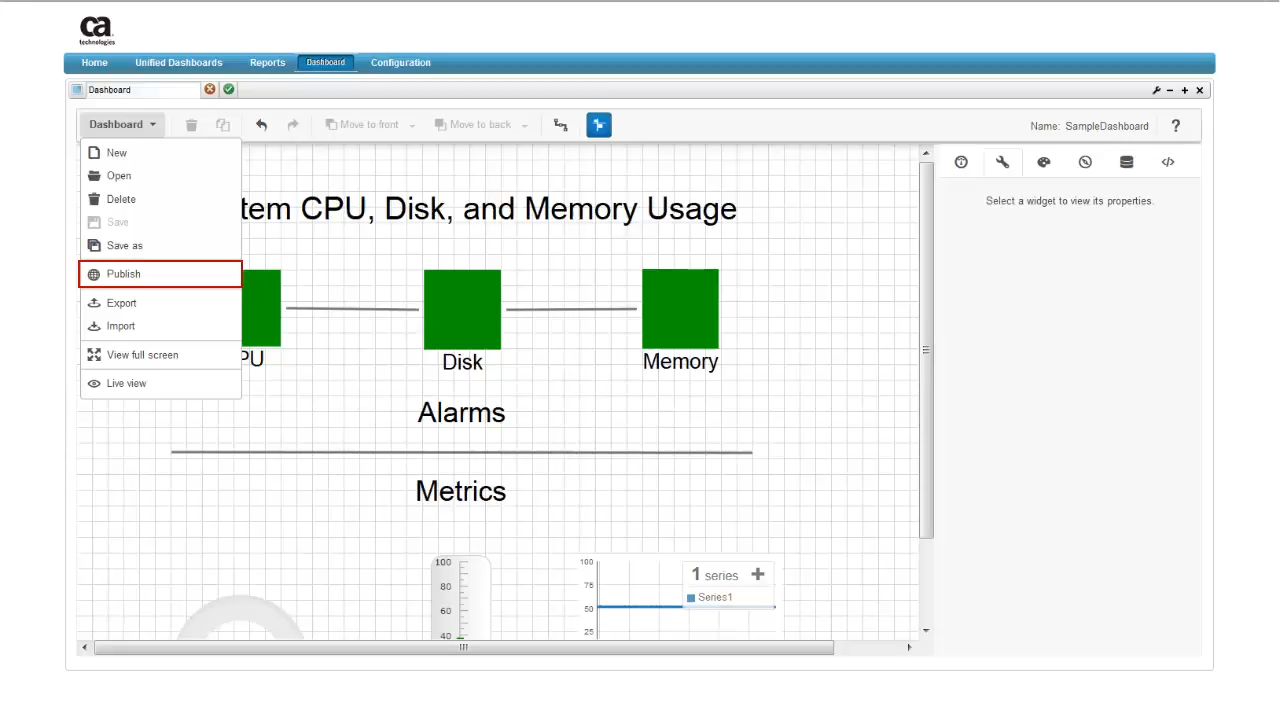 ca
technologies
Home Unified Dashboards Reports Dashboard Configuration
Dashboard
Dashboard Move to front Move to back Name: SampleDashboard ?
New
Open
Delete
Save
Save as
Publish
Export
Import
View full screen
Live view
Select a widget to view its properties.
tem CPU, Disk, and Memory Usage
PU Disk Memory
Alarms
Metrics
100
80
60
40
100
75
50
25
1 series +
Series1